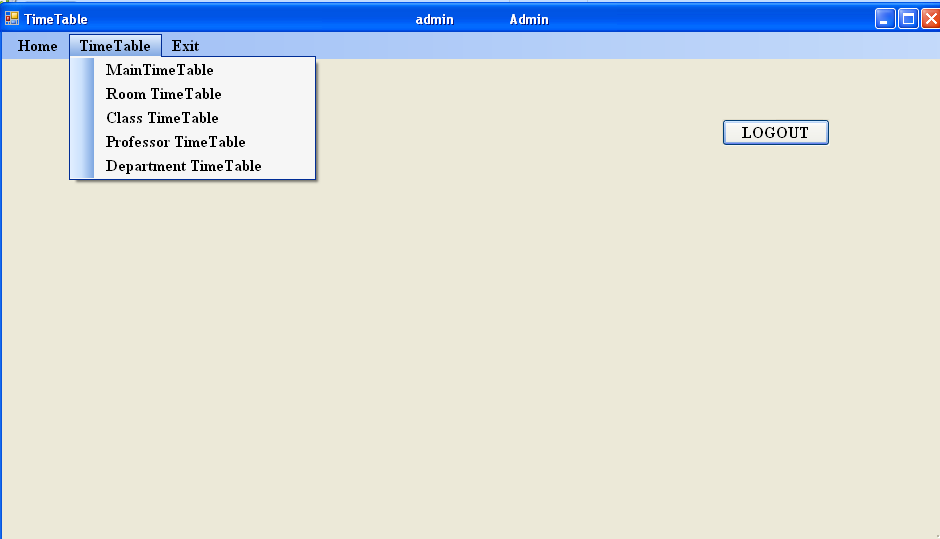 TimeTable admin Admin
Home TimeTable Exit
MainTimeTable
Room TimeTable
Class TimeTable
LOGOUT
Professor TimeTable
Department TimeTable